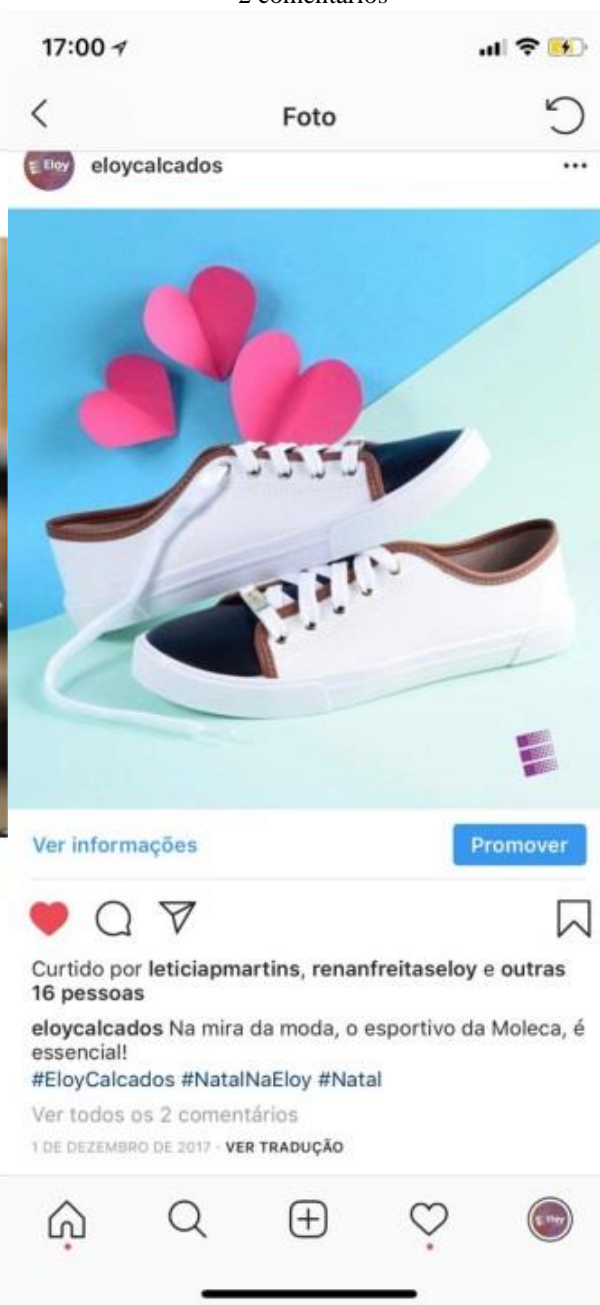 2 comentários
17:00
Foto
Eloy
eloycalcados
Ver informações
Promover
Curtido por leticiapmartins, renanfreitaseloy e outras
16 pessoas
eloycalcados Na mira da moda, o esportivo da Moleca, é
essencial!
#EloyCalcados #NatalNaEloy #Natal
Ver todos os 2 comentários
1 DE DEZEMBRO DE 2017 · VER TRADUÇÃO
Eloy